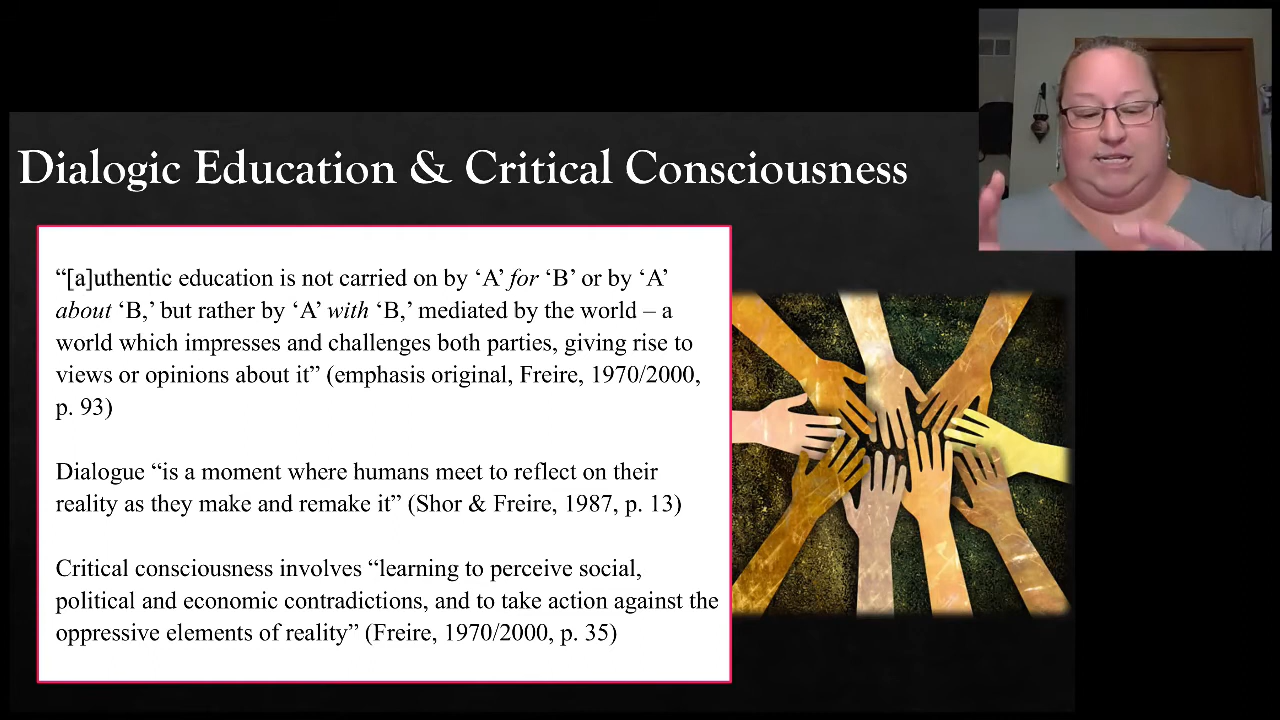 Dialogic Education & Critical Consciousness
“[a]uthentic education is not carried on by ‘A’ for ‘B’ or by ‘A’
about ‘B,’ but rather by ‘A’ with ‘B,’ mediated by the world – a
world which impresses and challenges both parties, giving rise to
views or opinions about it” (emphasis original, Freire, 1970/2000,
p. 93)
Dialogue “is a moment where humans meet to reflect on their
reality as they make and remake it” (Shor & Freire, 1987, p. 13)
Critical consciousness involves “learning to perceive social,
political and economic contradictions, and to take action against the
oppressive elements of reality” (Freire, 1970/2000, p. 35)